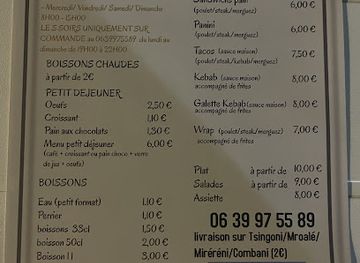 - Mercredi/ Vendredi/ Samedi/ Dimanche
8H00 - 15H00
LES SOIRS UNIQUEMENT SUR
COMMANDE au 0639975589 du lundi au
dimanche de 19H00 à 22H00
BOISSONS CHAUDES
à partir de 2€
PETIT DEJEUNER
Oeufs 2,50 €
Croissant 1,10 €
Pain aux chocolats 1,30 €
Menu petit déjeuner 6,00 €
(café + croissant ou pain choco + verre
de jus + oeufs)
BOISSONS
Eau (petit format) 1,10 €
Perrier 1,10 €
boissons 33cl 1,50 €
boisson 50cl 2,00 €
Boisson 1l 3,00 €
Sandwichs pain 6,00 €
(poulet/steak/merguez)
Panini 6,00 €
(poulet/steak/merguez)
Tacos (sauce maison) 7,50 €
(poulet/steak/merguez)
Kebab (sauce maison) 8,00 €
accompagné de frites
Galette Kebab (sauce maison) 8,00 €
accompagné de frites
Wrap (poulet/steak/merguez) 7,00 €
accompagné de frites
Plat à partir de 10,00 €
Salades à partir de 9,00 €
Assiette 8,00 €
06 39 97 55 89
livraison sur Tsingoni/Mroalé/
Miréréni/Combani (2€)